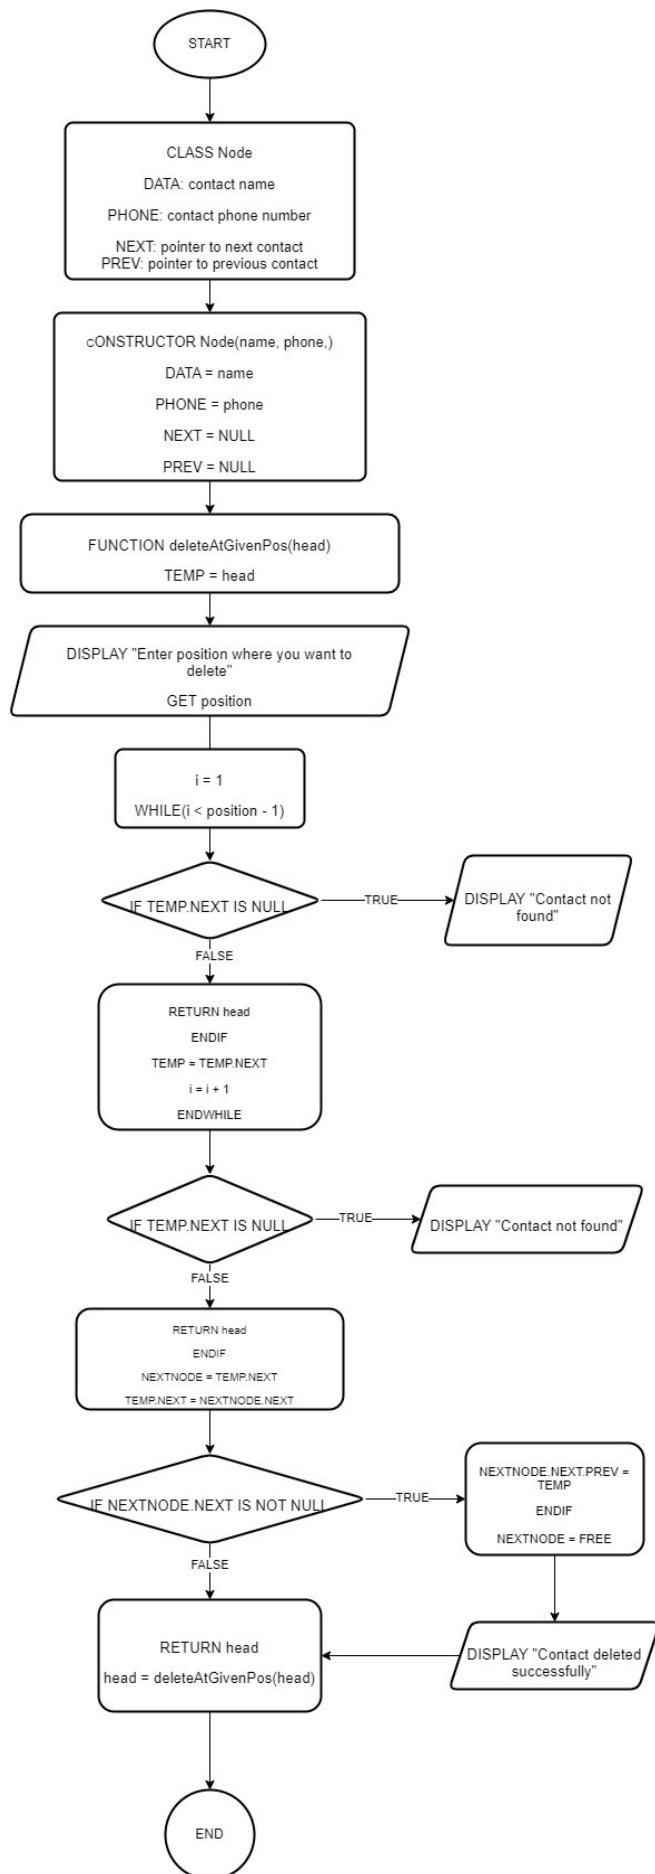 START
CLASS Node
DATA: contact name
PHONE: contact phone number
NEXT: pointer to next contact
PREV: pointer to previous contact
cONSTRUCTOR Node(name, phone,)
DATA = name
PHONE = phone
NEXT = NULL
PREV = NULL
FUNCTION deleteAtGivenPos(head)
TEMP = head
DISPLAY "Enter position where you want to
delete"
GET position
i = 1
WHILE(i < position - 1)
IF TEMP.NEXT IS NULL
TRUE
DISPLAY "Contact not
found"
FALSE
RETURN head
ENDIF
TEMP = TEMP.NEXT
i = i + 1
ENDWHILE
IF TEMP.NEXT IS NULL
TRUE
DISPLAY "Contact not found"
FALSE
RETURN head
ENDIF
NEXTNODE = TEMP.NEXT
TEMP.NEXT = NEXTNODE.NEXT
IF NEXTNODE.NEXT IS NOT NULL
TRUE
NEXTNODE.NEXT.PREV =
TEMP
ENDIF
NEXTNODE = FREE
FALSE
DISPLAY "Contact deleted
successfully"
RETURN head
head = deleteAtGivenPos(head)
END